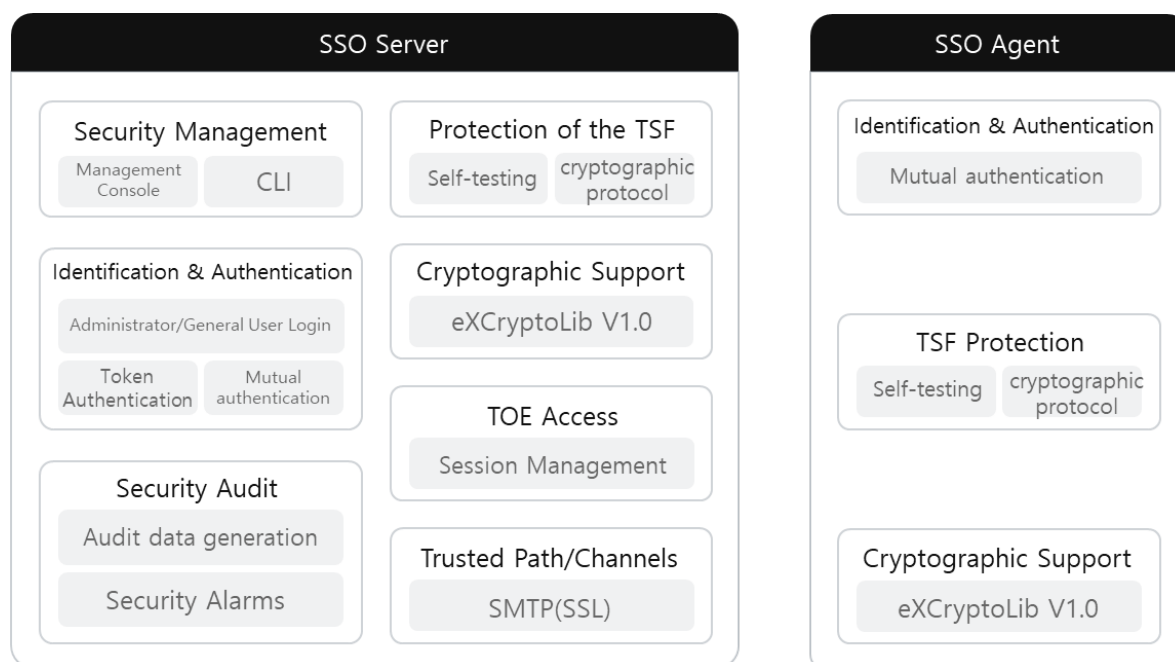 SSO Server
Security Management
Management
Console
CLI
Identification & Authentication
Administrator/General User Login
Token
Authentication
Mutual
authentication
Security Audit
Audit data generation
Security Alarms
Protection of the TSF
Self-testing
cryptographic
protocol
Cryptographic Support
eXCryptoLib V1.0
TOE Access
Session Management
Trusted Path/Channels
SMTP(SSL)
SSO Agent
Identification & Authentication
Mutual authentication
TSF Protection
Self-testing
cryptographic
protocol
Cryptographic Support
eXCryptoLib V1.0